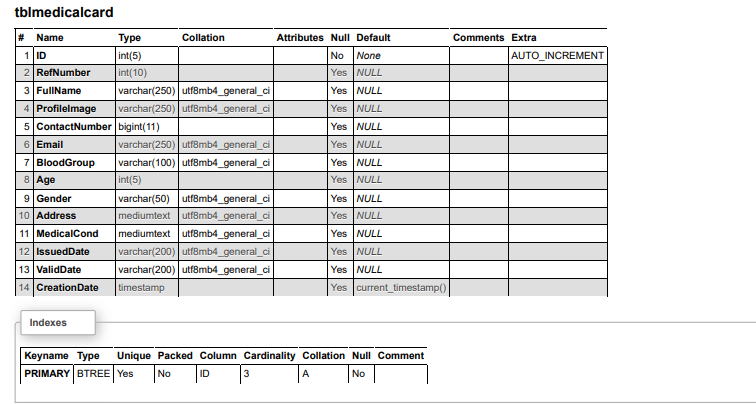 tblmedicalcard
# Name Type Collation Attributes Null Default Comments Extra
1 ID int(5) No None AUTO_INCREMENT
2 RefNumber int(10) Yes NULL
3 FullName varchar(250) utf8mb4_general_ci Yes NULL
4 ProfileImage varchar(250) utf8mb4_general_ci Yes NULL
5 ContactNumber bigint(11) Yes NULL
6 Email varchar(250) utf8mb4_general_ci Yes NULL
7 BloodGroup varchar(100) utf8mb4_general_ci Yes NULL
8 Age int(5) Yes NULL
9 Gender varchar(50) utf8mb4_general_ci Yes NULL
10 Address mediumtext utf8mb4_general_ci Yes NULL
11 MedicalCond mediumtext utf8mb4_general_ci Yes NULL
12 IssuedDate varchar(200) utf8mb4_general_ci Yes NULL
13 ValidDate varchar(200) utf8mb4_general_ci Yes NULL
14 CreationDate timestamp Yes current_timestamp()
Indexes
Keyname Type Unique Packed Column Cardinality Collation Null Comment
PRIMARY BTREE Yes No ID 3 A No